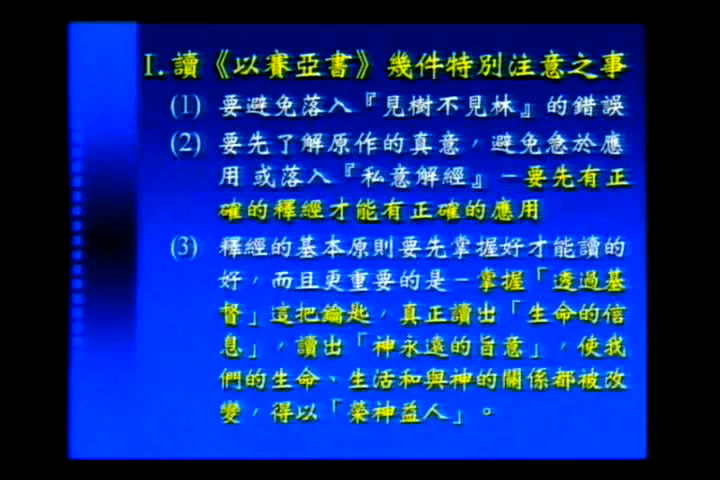 I. 讀《以賽亞書》幾件特別注意之事
(1) 要避免落入『見樹不見林』的錯誤
(2) 要先了解原作的真意，避免急於應
用或落入『私意解經』－要先有正
確的釋經才能有正確的應用
(3) 釋經的基本原則要先掌握好才能讀的
好，而且更重要的是－掌握「透過基
督」這把鑰匙，真正讀出「生命的信
息」，讀出「神永遠的旨意」，使我
們的生命、生活和與神的關係都被改
變，得以「榮神益人」。